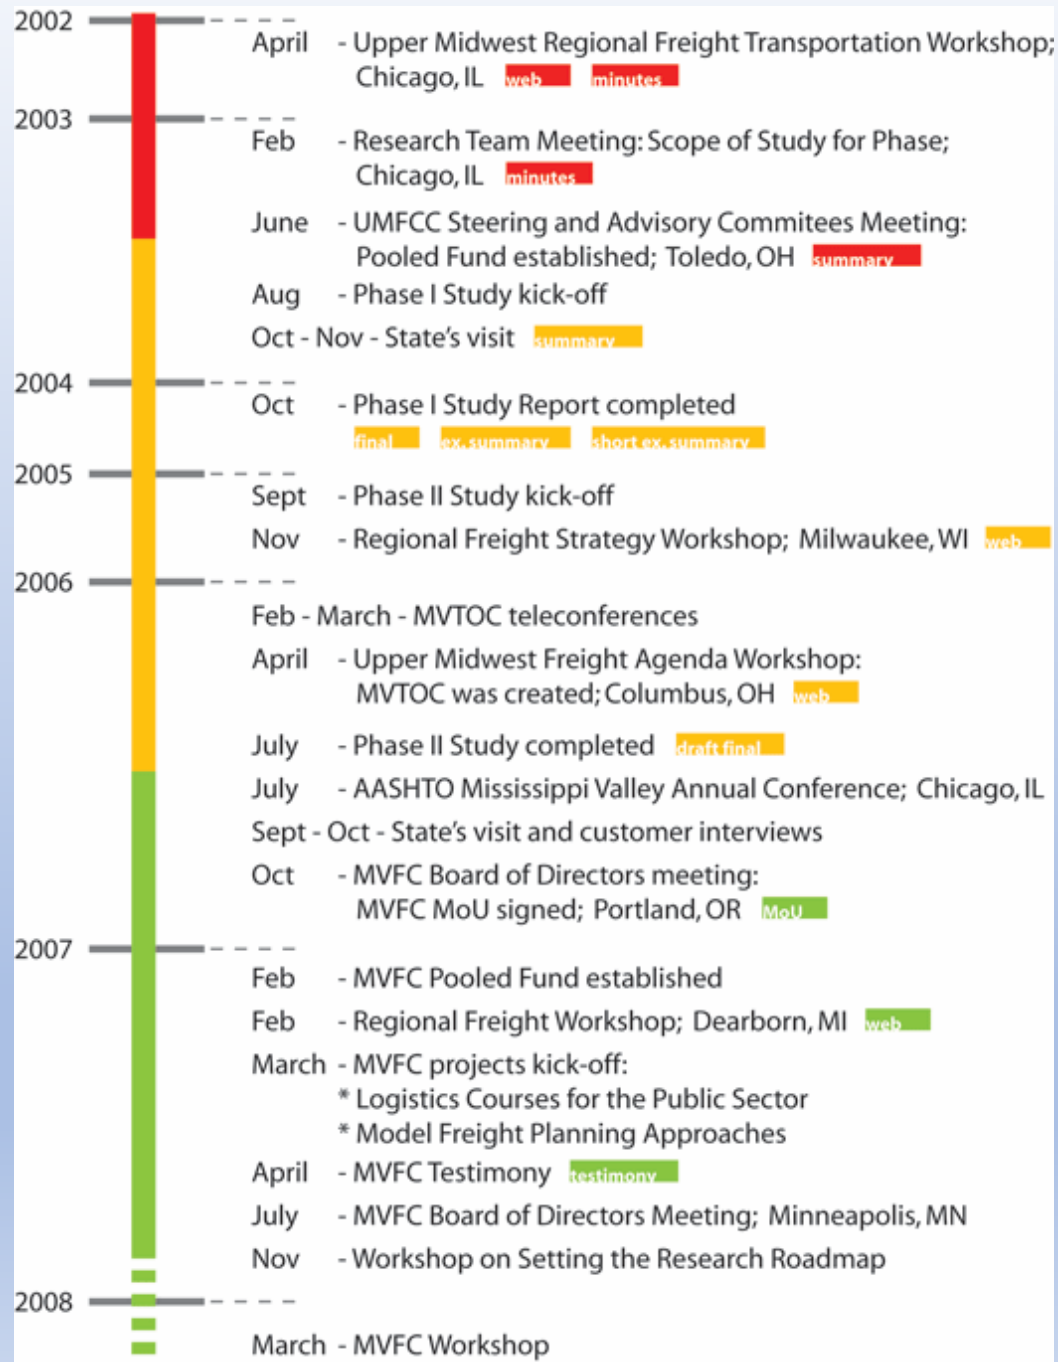 2002
April - Upper Midwest Regional Freight Transportation Workshop;
Chicago, IL web minutes
2003
Feb - Research Team Meeting: Scope of Study for Phase;
Chicago, IL minutes
June - UMFCC Steering and Advisory Commitees Meeting:
Pooled Fund established; Toledo, OH summary
Aug - Phase I Study kick-off
Oct - Nov - State's visit summary
2004
Oct - Phase I Study Report completed
final ex. summary short ex. summary
2005
Sept - Phase II Study kick-off
Nov - Regional Freight Strategy Workshop; Milwaukee, WI web
2006
Feb - March - MVTOC teleconferences
April - Upper Midwest Freight Agenda Workshop:
MVTOC was created; Columbus, OH web
July - Phase II Study completed draft final
July - AASHTO Mississippi Valley Annual Conference; Chicago, IL
Sept - Oct - State's visit and customer interviews
Oct - MVFC Board of Directors meeting:
MVFC MoU signed; Portland, OR MoU
2007
Feb - MVFC Pooled Fund established
Feb - Regional Freight Workshop; Dearborn, MI web
March - MVFC projects kick-off:
* Logistics Courses for the Public Sector
* Model Freight Planning Approaches
April - MVFC Testimony testimony
July - MVFC Board of Directors Meeting; Minneapolis, MN
Nov - Workshop on Setting the Research Roadmap
2008
March - MVFC Workshop